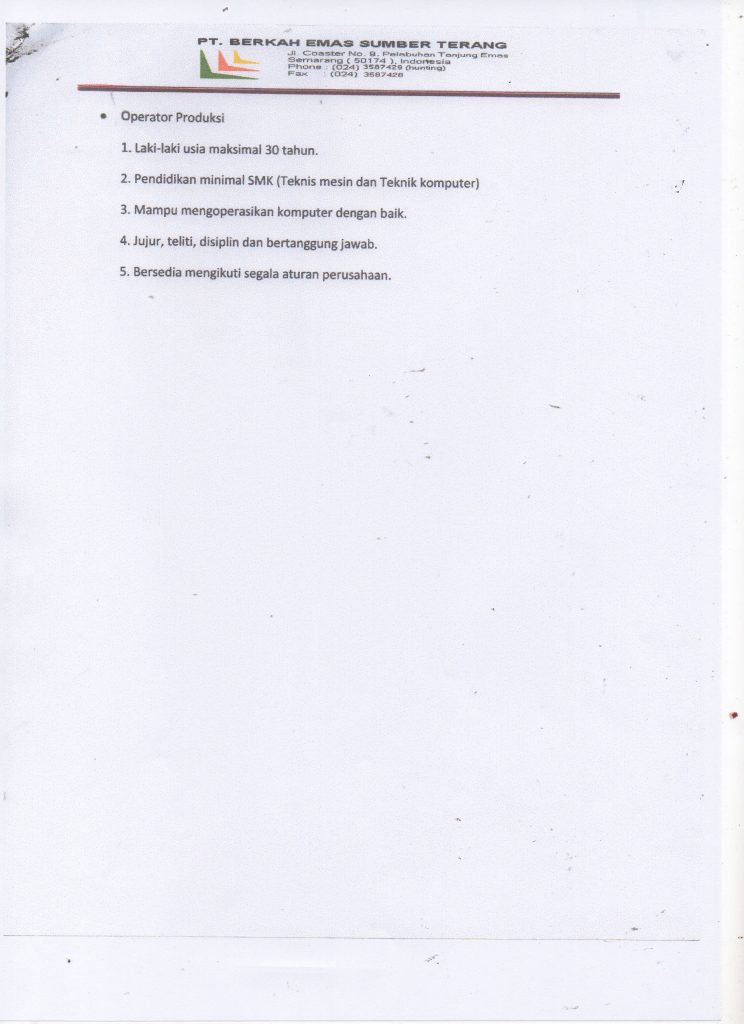 PT. BERKAH EMAS SUMBER TERANG
Jl. Coaster No. 9, Pelabuhan Tanjung Emas
Semarang ( 50174 ), Indonesia
Phone : (024) 3587429 (hunting)
Fax : (024) 3587428
• Operator Produksi
1. Laki-laki usia maksimal 30 tahun.
2. Pendidikan minimal SMK (Teknis mesin dan Teknik komputer)
3. Mampu mengoperasikan komputer dengan baik.
4. Jujur, teliti, disiplin dan bertanggung jawab.
5. Bersedia mengikuti segala aturan perusahaan.